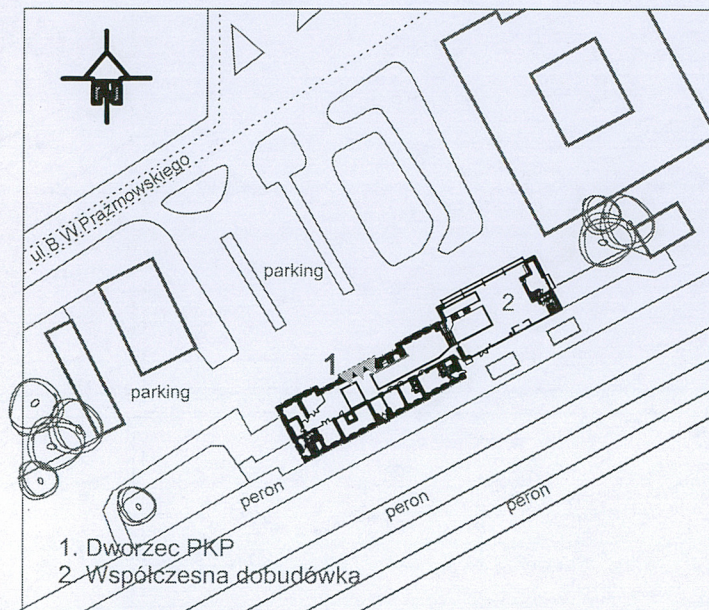 ul.B.W.Prażmowskiego
parking
2
1
parking
peron
peron
peron
1. Dworzec PKP
2. Współczesna dobudówka